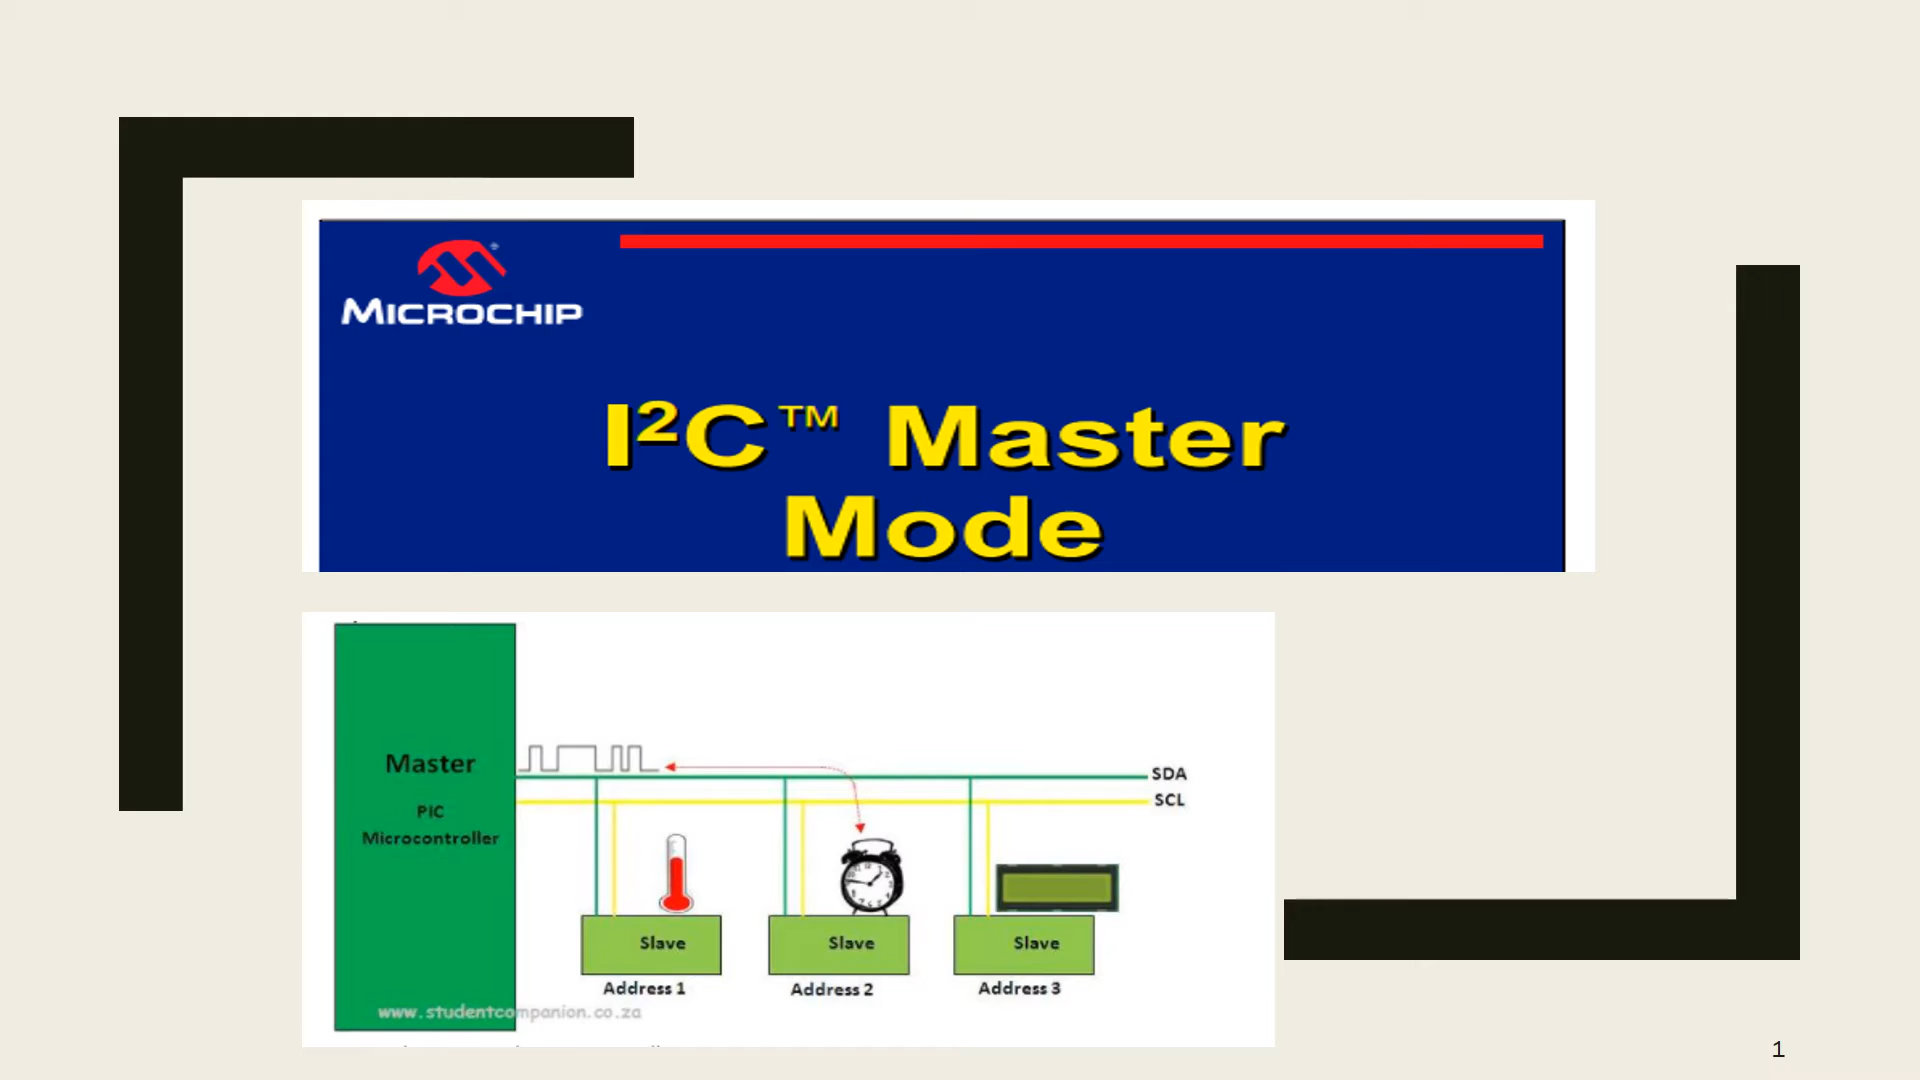 MICROCHIP
I²C™ Master
Mode
Master
PIC
Microcontroller
SDA
SCL
Slave
Slave
Slave
Address 1
Address 2
Address 3
www.studentcompanion.co.za
1